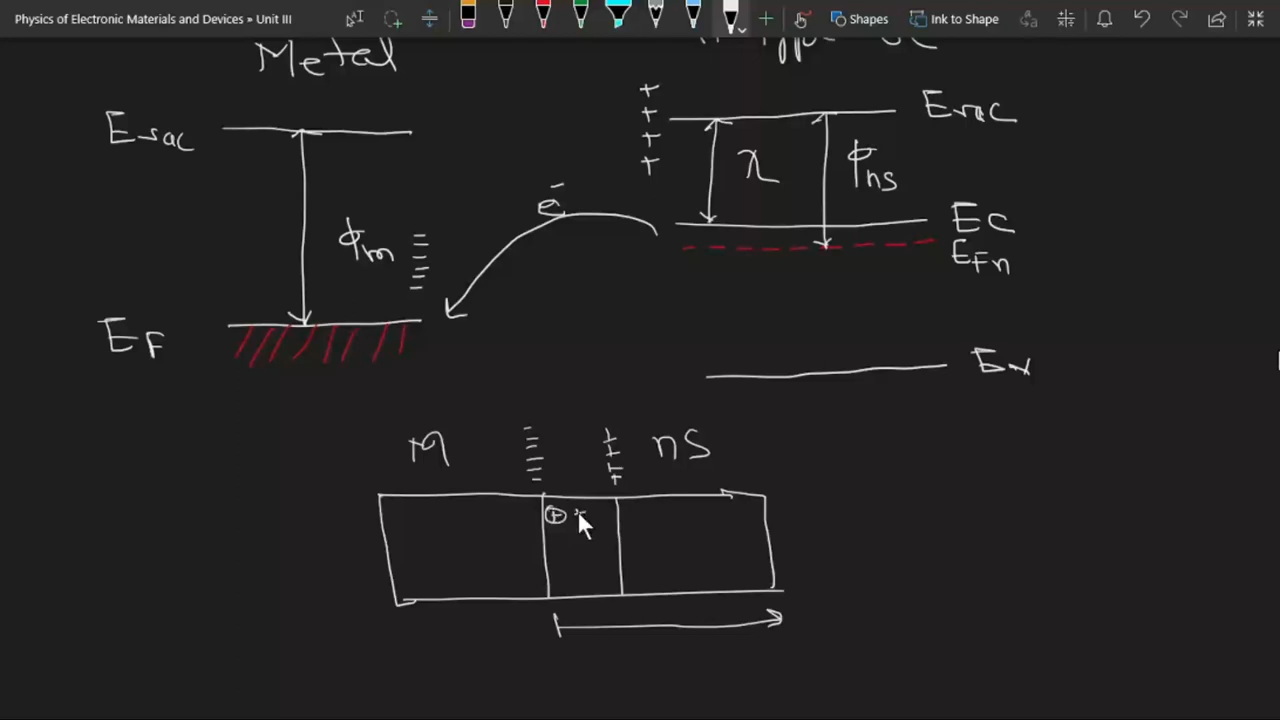 Physics of Electronic Materials and Devices » Unit III
Shapes
Ink to Shape
Metal
Evac
Evac
ϕm
χ
ϕns
e-
EC
EFn
EF
Ev
M
nS